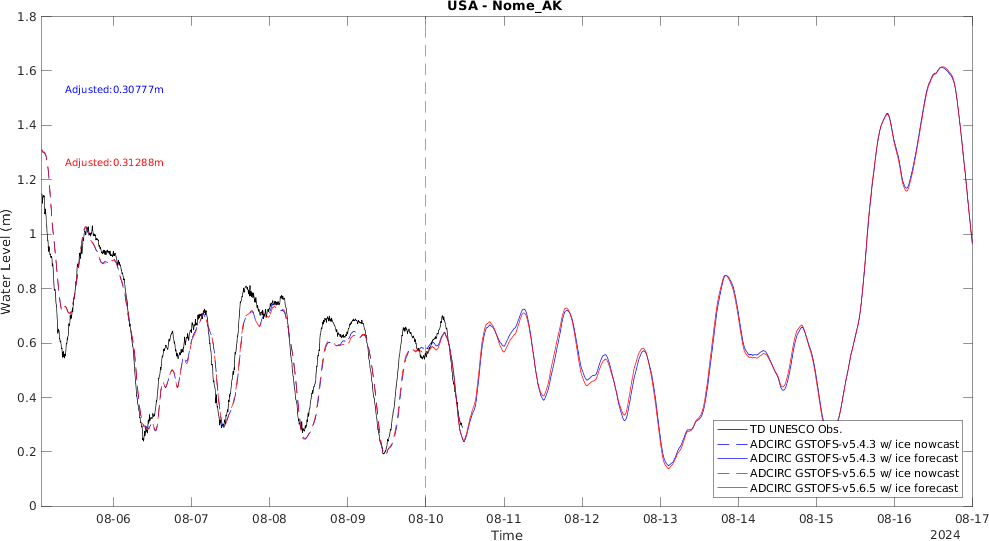 USA - Nome_AK
1.8
1.6
1.4
1.2
1
0.8
0.6
0.4
0.2
0
Water Level (m)
Adjusted:0.30777m
Adjusted:0.31288m
TD UNESCO Obs.
ADCIRC GSTOFS-v5.4.3 w/ ice nowcast
ADCIRC GSTOFS-v5.4.3 w/ ice forecast
ADCIRC GSTOFS-v5.6.5 w/ ice nowcast
ADCIRC GSTOFS-v5.6.5 w/ ice forecast
08-06 08-07 08-08 08-09 08-10 08-11 08-12 08-13 08-14 08-15 08-16 08-17
Time
2024